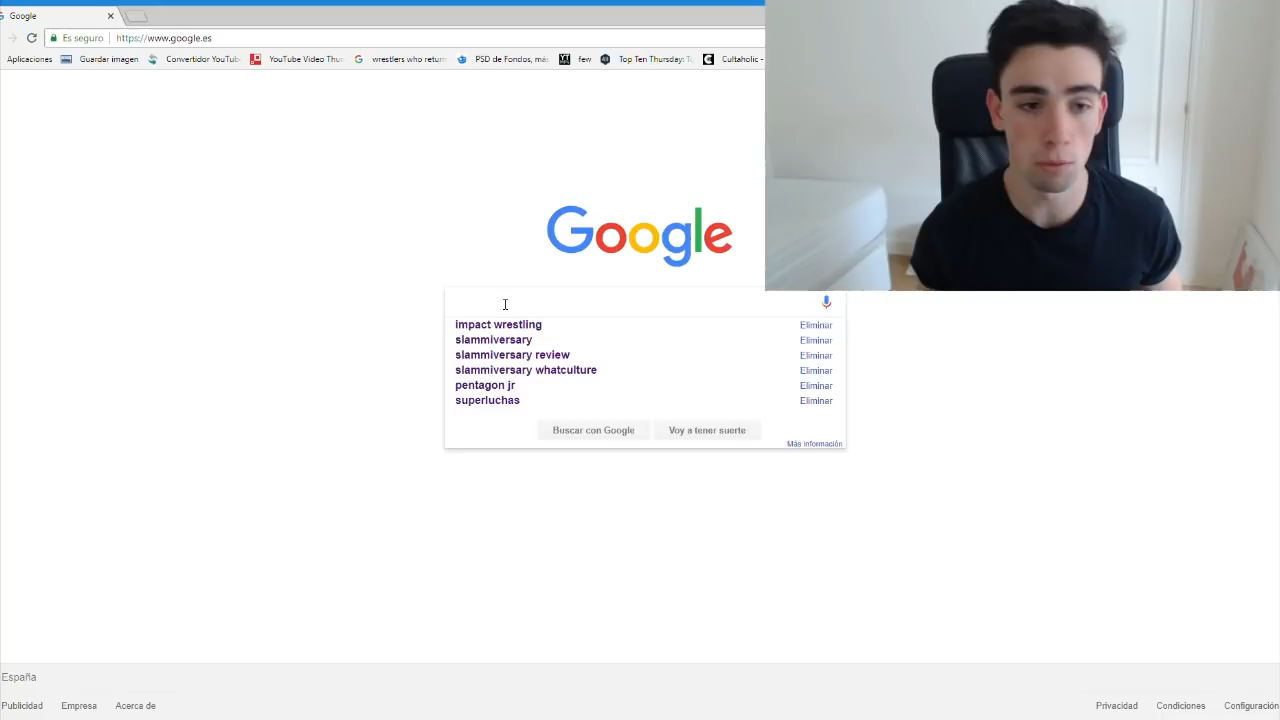 Google
Es seguro https://www.google.es
Aplicaciones Guardar imagen Convertidor YouTub YouTube Video Thu wrestlers who return PSD de Fondos, más few Top Ten Thursday: Cultaholic -
Google
impact wrestling Eliminar
slammiversary Eliminar
slammiversary review Eliminar
slammiversary whatculture Eliminar
pentagon jr Eliminar
superluchas Eliminar
Buscar con Google Voy a tener suerte
Más información
España
Publicidad Empresa Acerca de Privacidad Condiciones Configuración